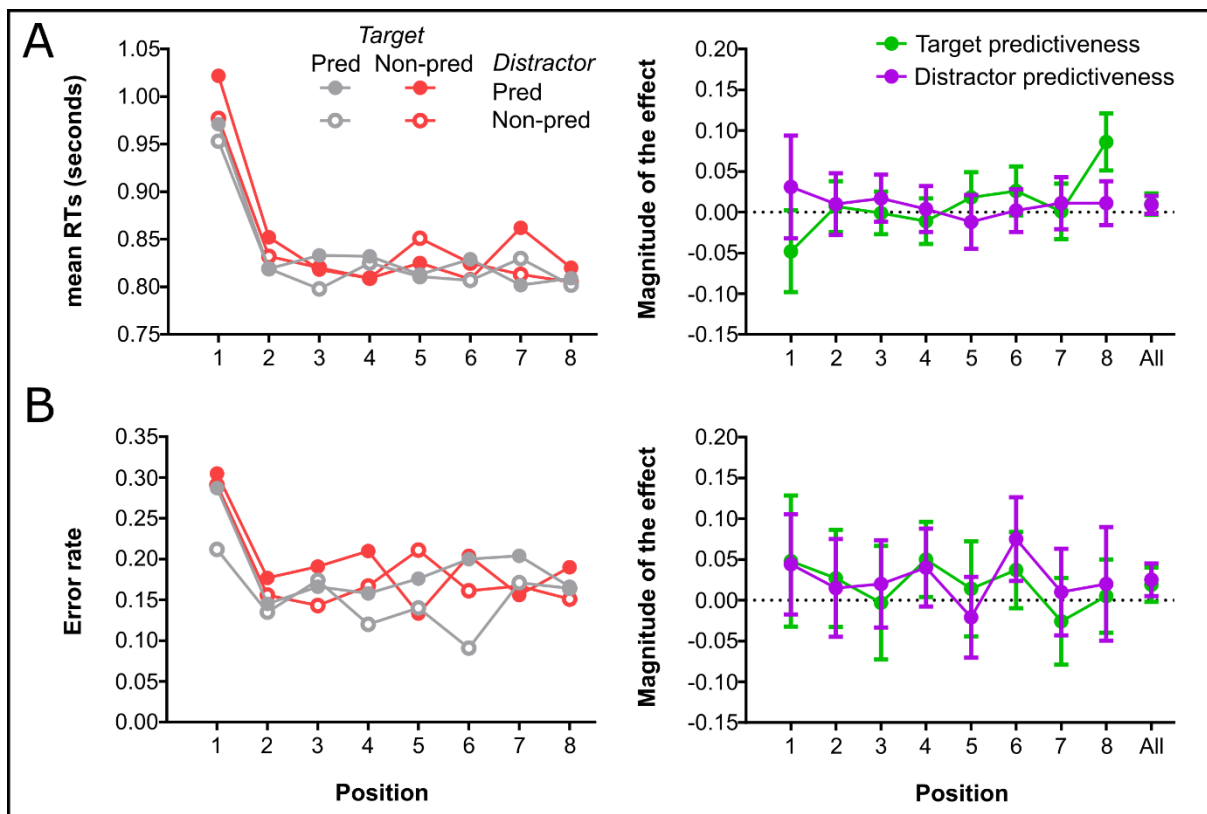 A
Target
Pred Non-pred Distractor
Pred
Non-pred
mean RTs (seconds)
1.05
1.00
0.95
0.90
0.85
0.80
0.75
1 2 3 4 5 6 7 8
Target predictiveness
Distractor predictiveness
Magnitude of the effect
0.20
0.15
0.10
0.05
0.00
-0.05
-0.10
-0.15
1 2 3 4 5 6 7 8 All
B
Error rate
0.35
0.30
0.25
0.20
0.15
0.10
0.05
0.00
1 2 3 4 5 6 7 8
Position
Magnitude of the effect
0.20
0.15
0.10
0.05
0.00
-0.05
-0.10
-0.15
1 2 3 4 5 6 7 8 All
Position